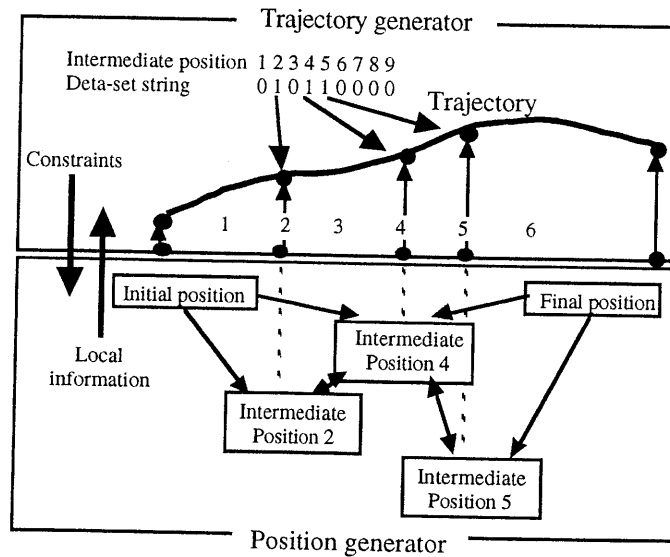 Trajectory generator
Intermediate position 1 2 3 4 5 6 7 8 9
Deta-set string 0 1 0 1 1 0 0 0 0
Trajectory
Constraints
1 2 3 4 5 6
Initial position
Final position
Intermediate
Position 4
Local
information
Intermediate
Position 2
Intermediate
Position 5
Position generator